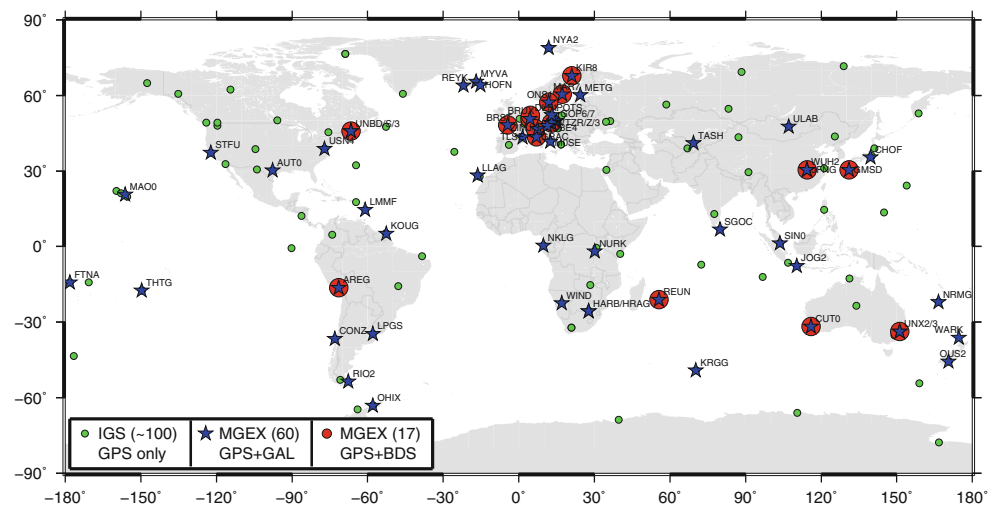 90°
60°
30°
0°
−30°
−60°
−90°
NYA2
KIR8
REYK
MYVA
HOFN
METG
ONS1
BRST
UNBD/S/3
USN4
STFU
AUT0
MAO0
LLAG
LMMF
KOUG
NKLG
NURK
TASH
ULAB
CHOF
WUH2
GMSD
SGOC
SIN0
JOG2
FTNA
THTG
AREG
CONZ
LPGS
RIO2
OHIX
WIND
HARB/HRAG
REUN
CUT0
UNX2/3
NRMG
WARK
OUS2
KRGG
IGS (~100)
GPS only
MGEX (60)
GPS+GAL
MGEX (17)
GPS+BDS
−180° −150° −120° −90° −60° −30° 0° 30° 60° 90° 120° 150° 180°